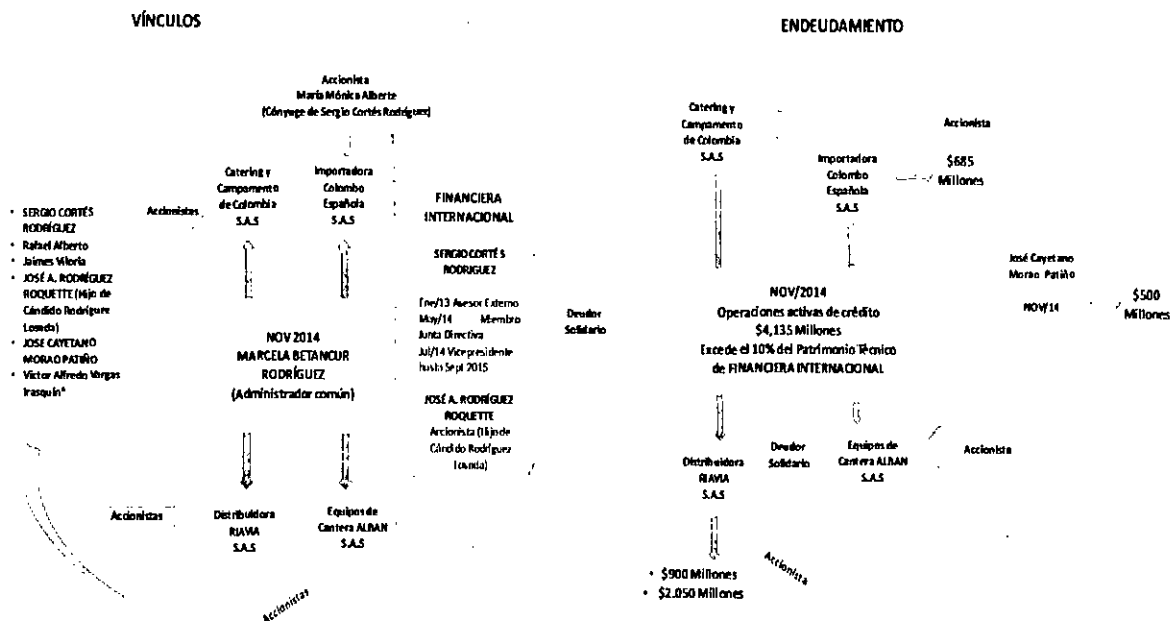 VÍNCULOS
Accionista
María Mónica Alberte
(Cónyuge de Sergio Cortés Rodríguez)
Catering y
Campamento
de Colombia
S.A.S
Importadora
Colombo
Española
S.A.S
Accionistas
• SERGIO CORTÉS
RODRÍGUEZ
• Rafael Alberto
• Jaimes Viloria
• JOSÉ A. RODRÍGUEZ
ROQUETTE (Hijo de
Cándido Rodríguez
Losada)
• JOSE CAYETANO
MORAO PATIÑO
• Víctor Alfredo Vargas
Irasquín*
FINANCIERA
INTERNACIONAL
SERGIO CORTÉS
RODRIGUEZ
Ene/13 Asesor Externo
May/14 Miembro
Junta Directiva
Jul/14 Vicepresidente
hasta Sept 2015
JOSÉ A. RODRÍGUEZ
ROQUETTE
Accionista (Hijo de
Cándido Rodríguez
Losada)
NOV 2014
MARCELA BETANCUR
RODRÍGUEZ
(Administrador común)
Accionistas
Distribuidora
RIAVIA
S.A.S
Equipos de
Cantera ALBAN
S.A.S
Accionistas
ENDEUDAMIENTO
Catering y
Campamento
de Colombia
S.A.S
Accionista
Importadora
Colombo
Española
S.A.S
$685
Millones
Deudor
Solidario
NOV/2014
Operaciones activas de crédito
$4,135 Millones
Excede el 10% del Patrimonio Técnico
de FINANCIERA INTERNACIONAL
José Cayetano
Morao Patiño
NOV/14
$500
Millones
Distribuidora
RIAVIA
S.A.S
Deudor
Solidario
Equipos de
Cantera ALBAN
S.A.S
Accionista
• $900 Millones
• $2.050 Millones
Accionista